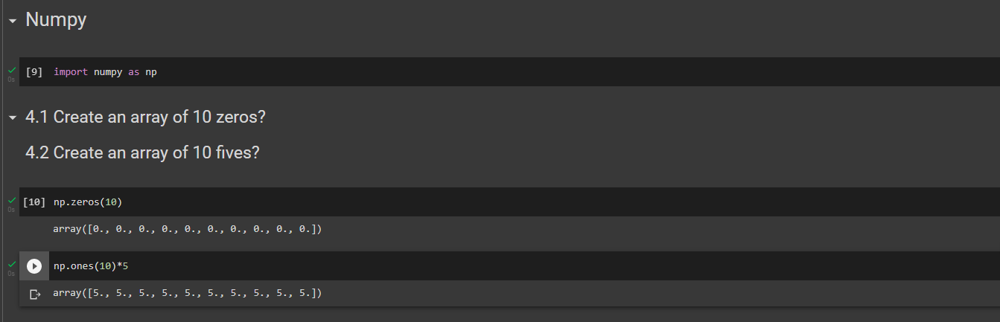 Numpy
0s
[9] import numpy as np
4.1 Create an array of 10 zeros?
4.2 Create an array of 10 fives?
0s
[10] np.zeros(10)
array([0., 0., 0., 0., 0., 0., 0., 0., 0., 0.])
0s
np.ones(10)*5
array([5., 5., 5., 5., 5., 5., 5., 5., 5., 5.])